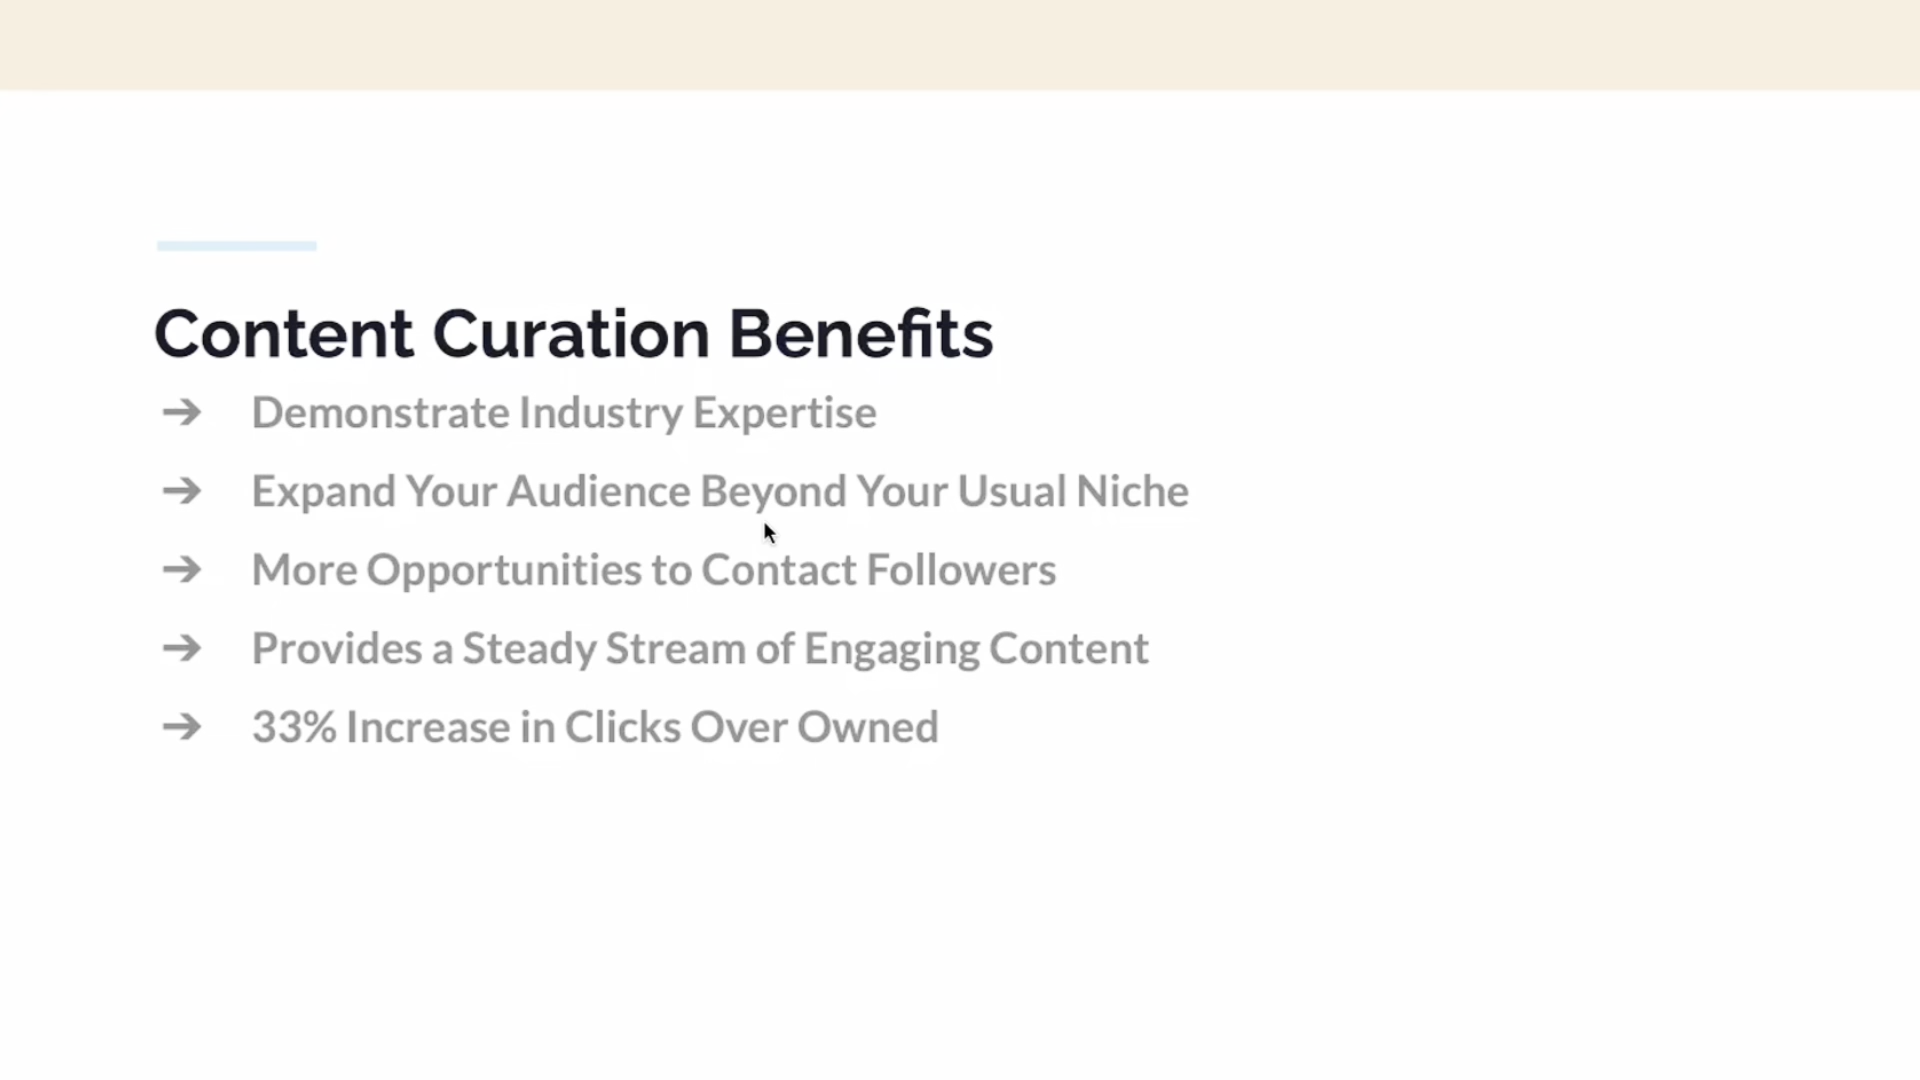 Content Curation Benefits
➔ Demonstrate Industry Expertise
➔ Expand Your Audience Beyond Your Usual Niche
➔ More Opportunities to Contact Followers
➔ Provides a Steady Stream of Engaging Content
➔ 33% Increase in Clicks Over Owned